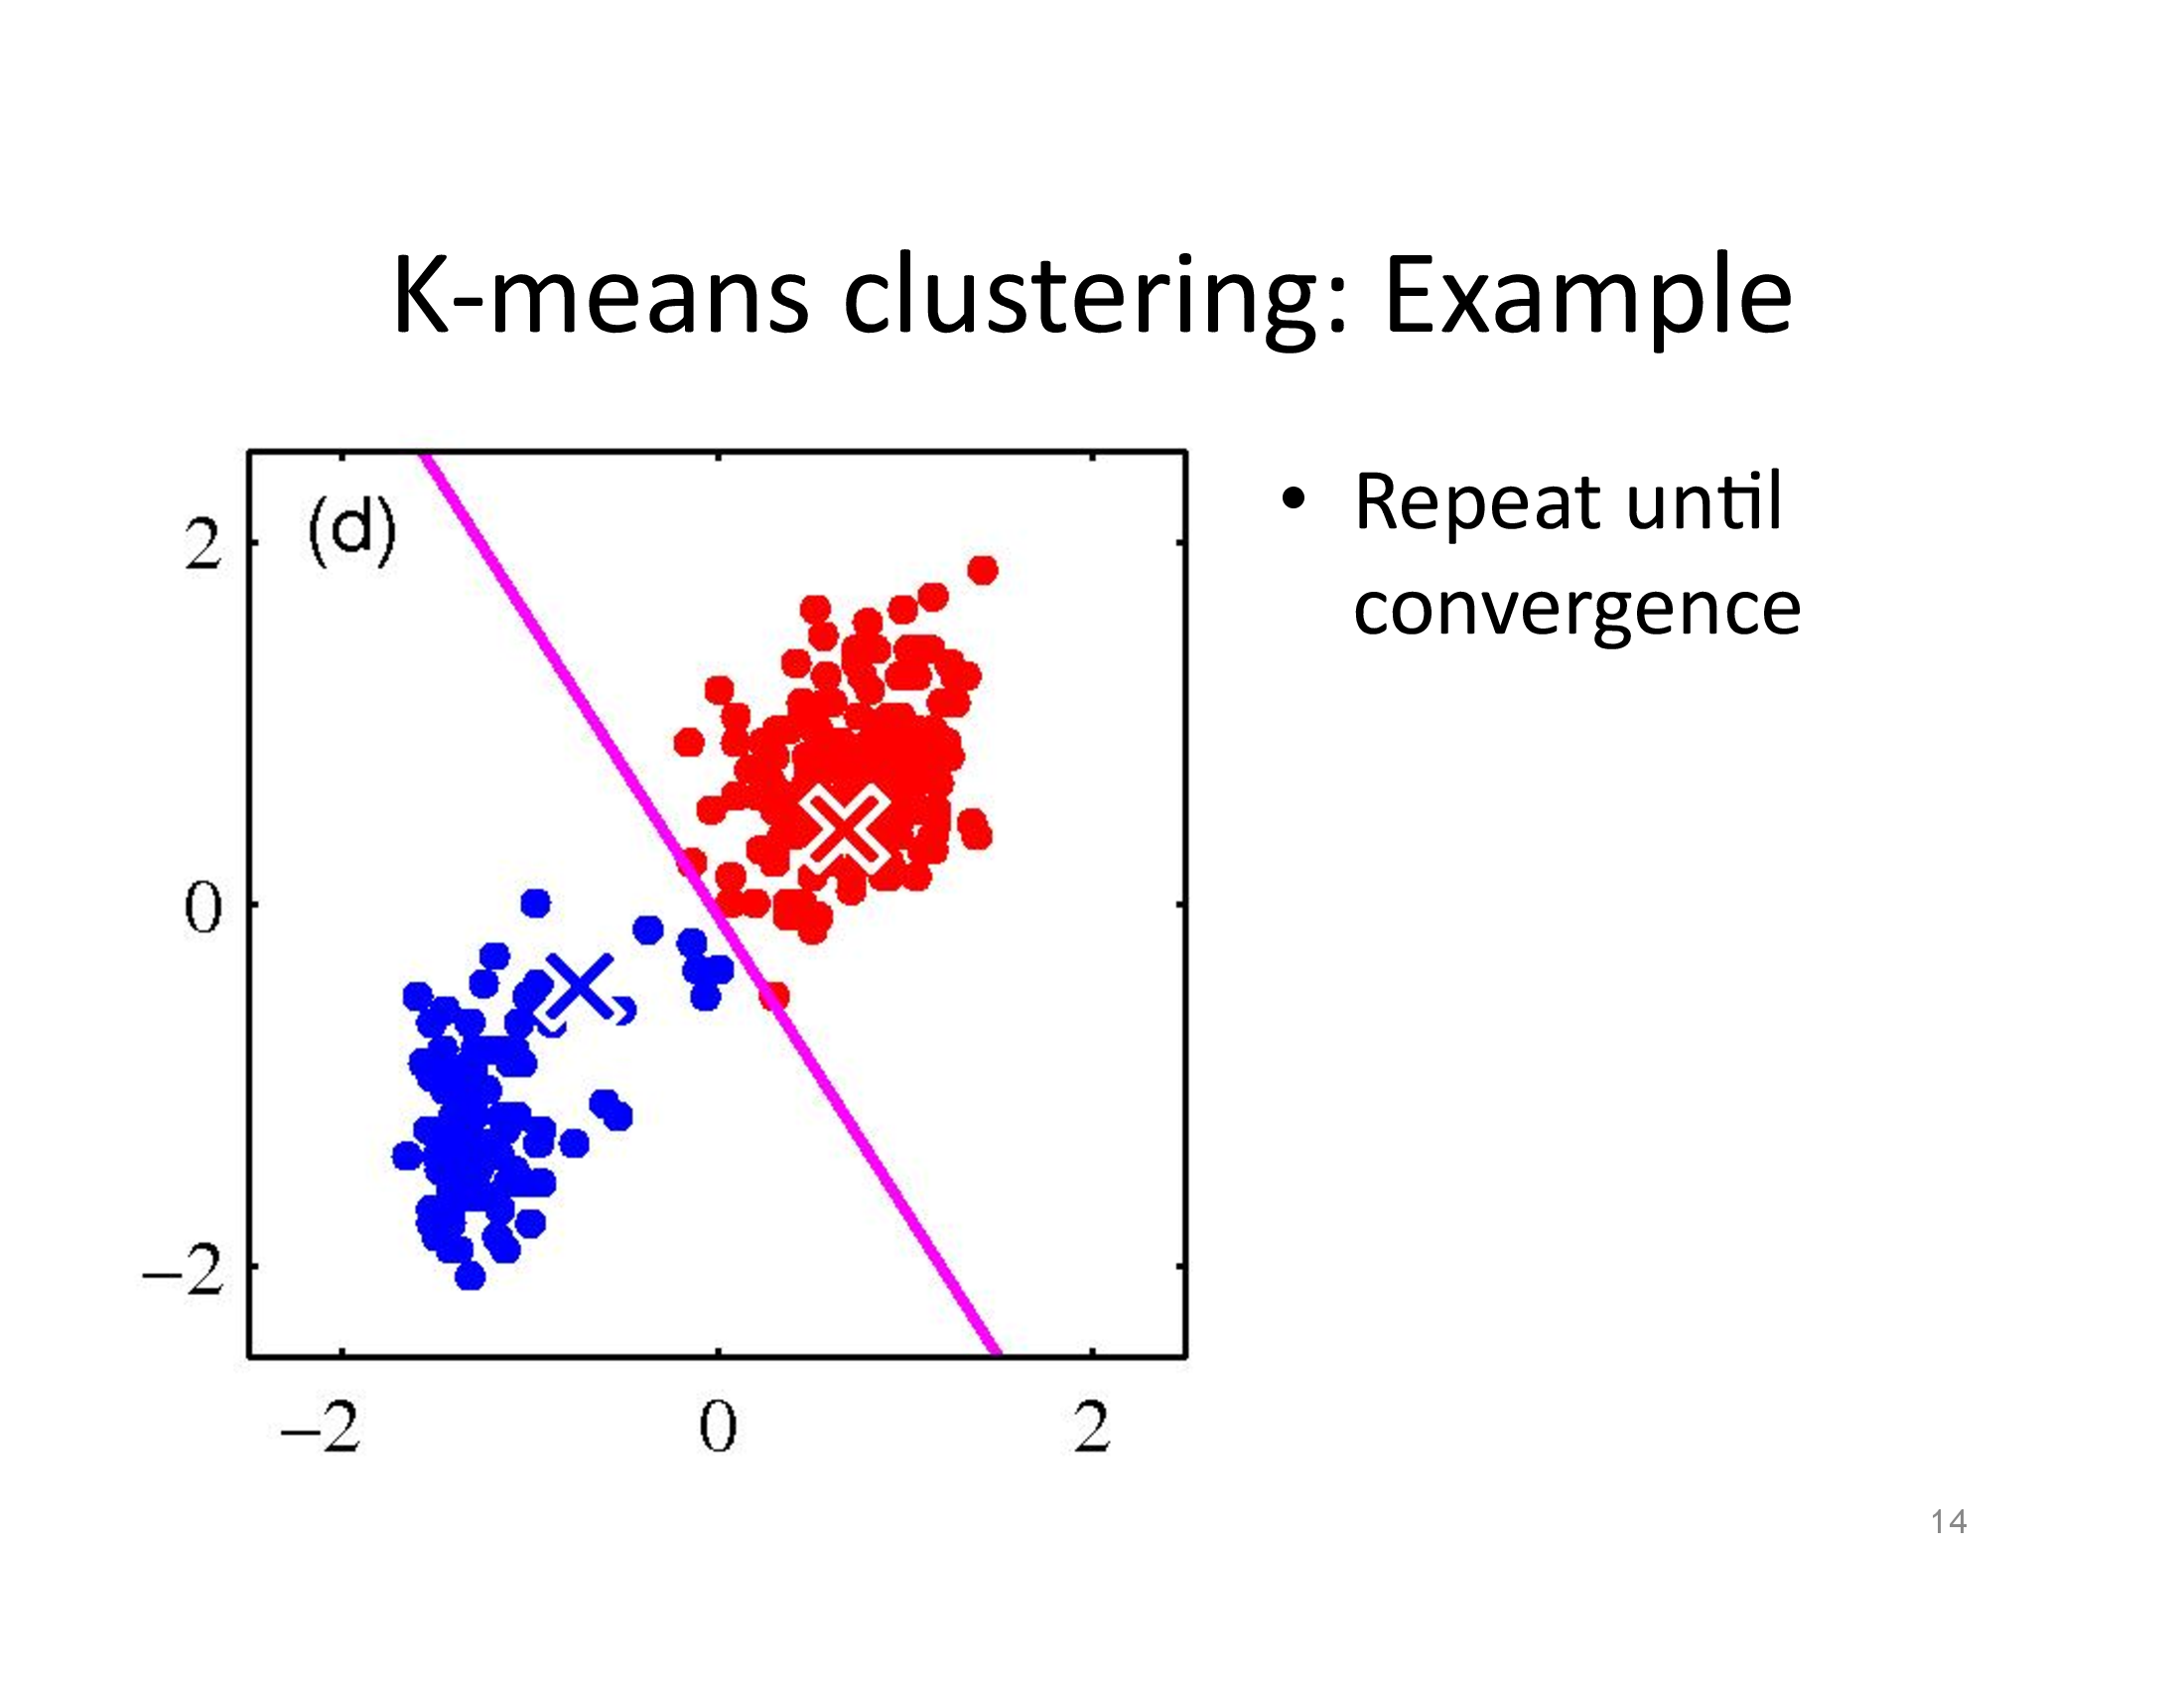 K-means clustering: Example
(d)
2
0
−2
−2
0
2
• Repeat until
convergence
14